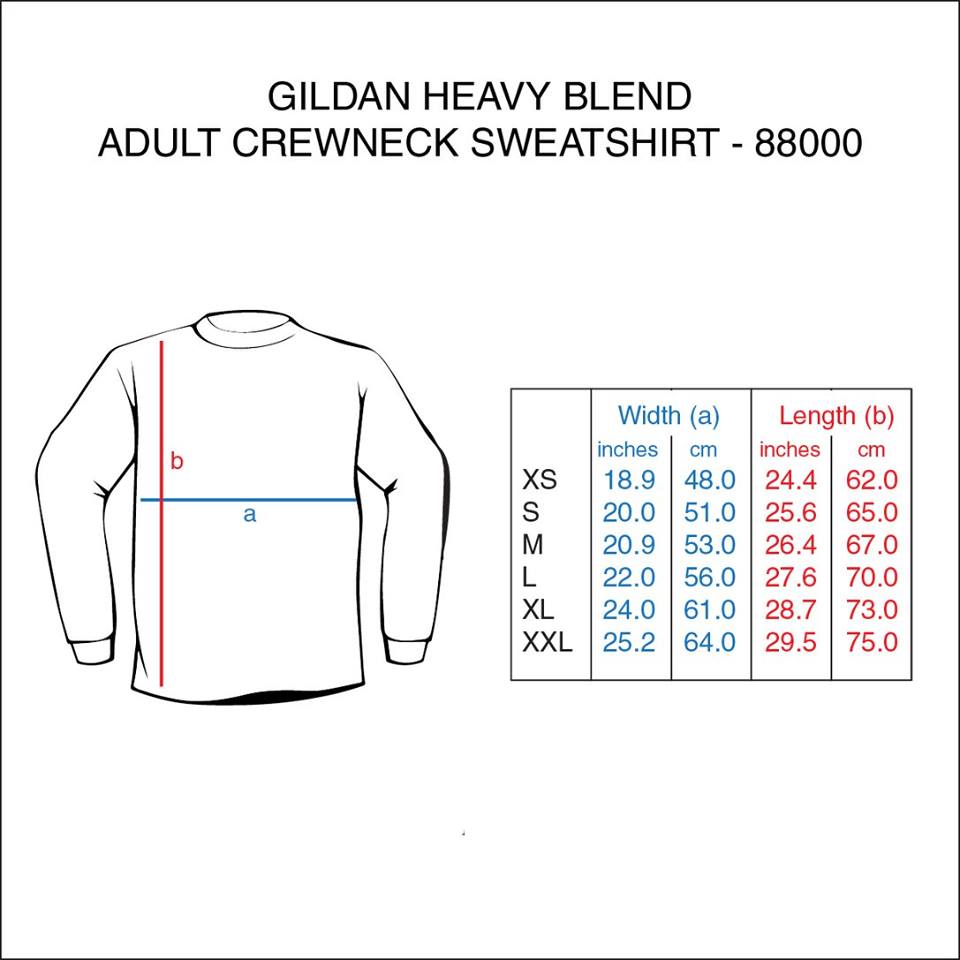 GILDAN HEAVY BLEND
ADULT CREWNECK SWEATSHIRT - 88000
b
a
Width (a) Length (b)
inches cm inches cm
XS 18.9 48.0 24.4 62.0
S 20.0 51.0 25.6 65.0
M 20.9 53.0 26.4 67.0
L 22.0 56.0 27.6 70.0
XL 24.0 61.0 28.7 73.0
XXL 25.2 64.0 29.5 75.0